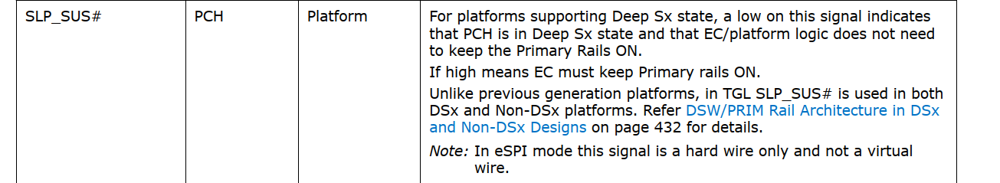 SLP_SUS#
PCH
Platform
For platforms supporting Deep Sx state, a low on this signal indicates
that PCH is in Deep Sx state and that EC/platform logic does not need
to keep the Primary Rails ON.
If high means EC must keep Primary rails ON.
Unlike previous generation platforms, in TGL SLP_SUS# is used in both
DSx and Non-DSx platforms. Refer DSW/PRIM Rail Architecture in DSx
and Non-DSx Designs on page 432 for details.
Note: In eSPI mode this signal is a hard wire only and not a virtual
wire.